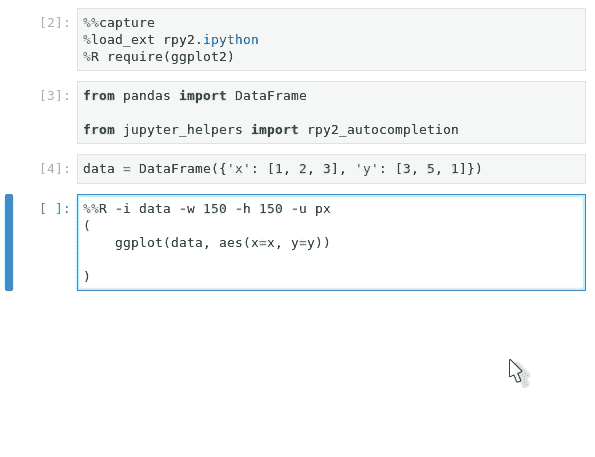 [2]: %%capture
%load_ext rpy2.ipython
%R require(ggplot2)
[3]: from pandas import DataFrame
from jupyter_helpers import rpy2_autocompletion
[4]: data = DataFrame({'x': [1, 2, 3], 'y': [3, 5, 1]})
[ ]: %%R -i data -w 150 -h 150 -u px
(
    ggplot(data, aes(x=x, y=y))
)